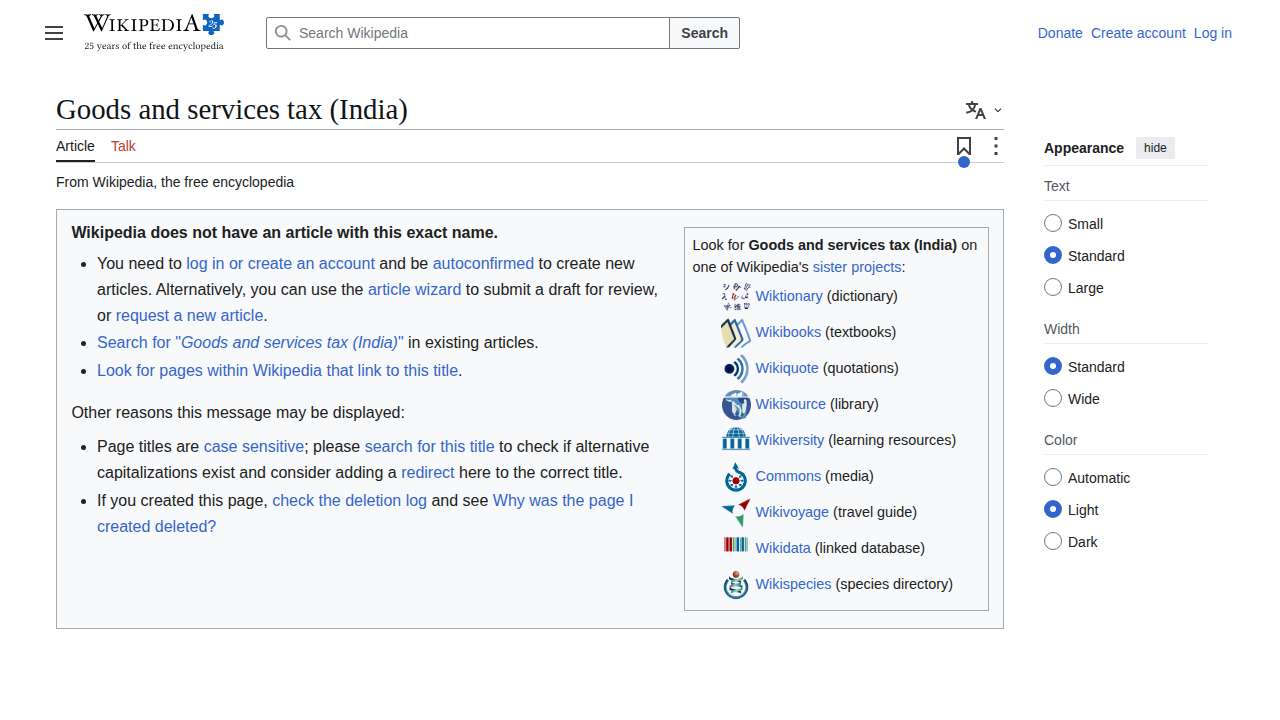 WIKIPEDIA 25
25 years of the free encyclopedia
Search Wikipedia
Search
Donate Create account Log in
Goods and services tax (India)
Article Talk
From Wikipedia, the free encyclopedia
Wikipedia does not have an article with this exact name.
You need to log in or create an account and be autoconfirmed to create new
articles. Alternatively, you can use the article wizard to submit a draft for review,
or request a new article.
Search for "Goods and services tax (India)" in existing articles.
Look for pages within Wikipedia that link to this title.
Other reasons this message may be displayed:
Page titles are case sensitive; please search for this title to check if alternative
capitalizations exist and consider adding a redirect here to the correct title.
If you created this page, check the deletion log and see Why was the page I
created deleted?
Look for Goods and services tax (India) on
one of Wikipedia's sister projects:
Wiktionary (dictionary)
Wikibooks (textbooks)
Wikiquote (quotations)
Wikisource (library)
Wikiversity (learning resources)
Commons (media)
Wikivoyage (travel guide)
Wikidata (linked database)
Wikispecies (species directory)
Appearance hide
Text
Small
Standard
Large
Width
Standard
Wide
Color
Automatic
Light
Dark